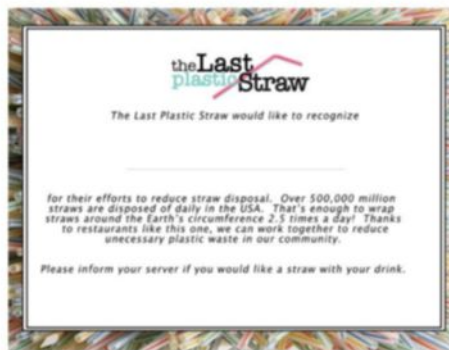 the Last
plastic Straw
The Last Plastic Straw would like to recognize
for their efforts to reduce straw disposal. Over 500,000 million
straws are disposed of daily in the USA. That's enough to wrap
straws around the Earth's circumference 2.5 times a day! Thanks
to restaurants like this one, we can work together to reduce
unecessary plastic waste in our community.
Please inform your server if you would like a straw with your drink.